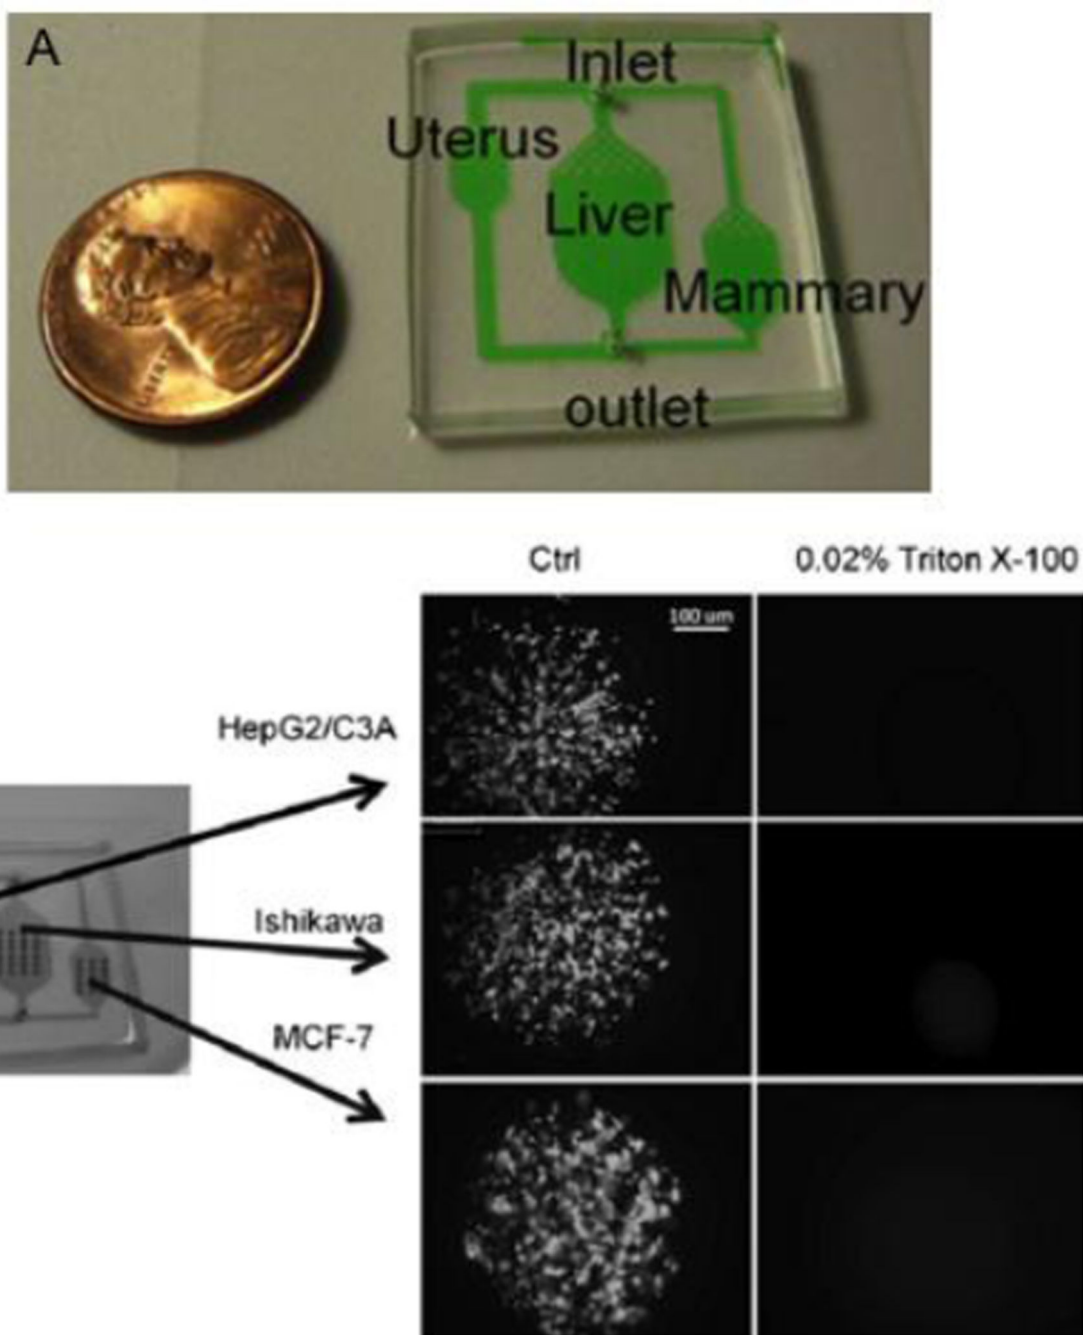 A
Inlet
Uterus
Liver
Mammary
outlet
Ctrl
0.02% Triton X-100
100 um
HepG2/C3A
Ishikawa
MCF-7